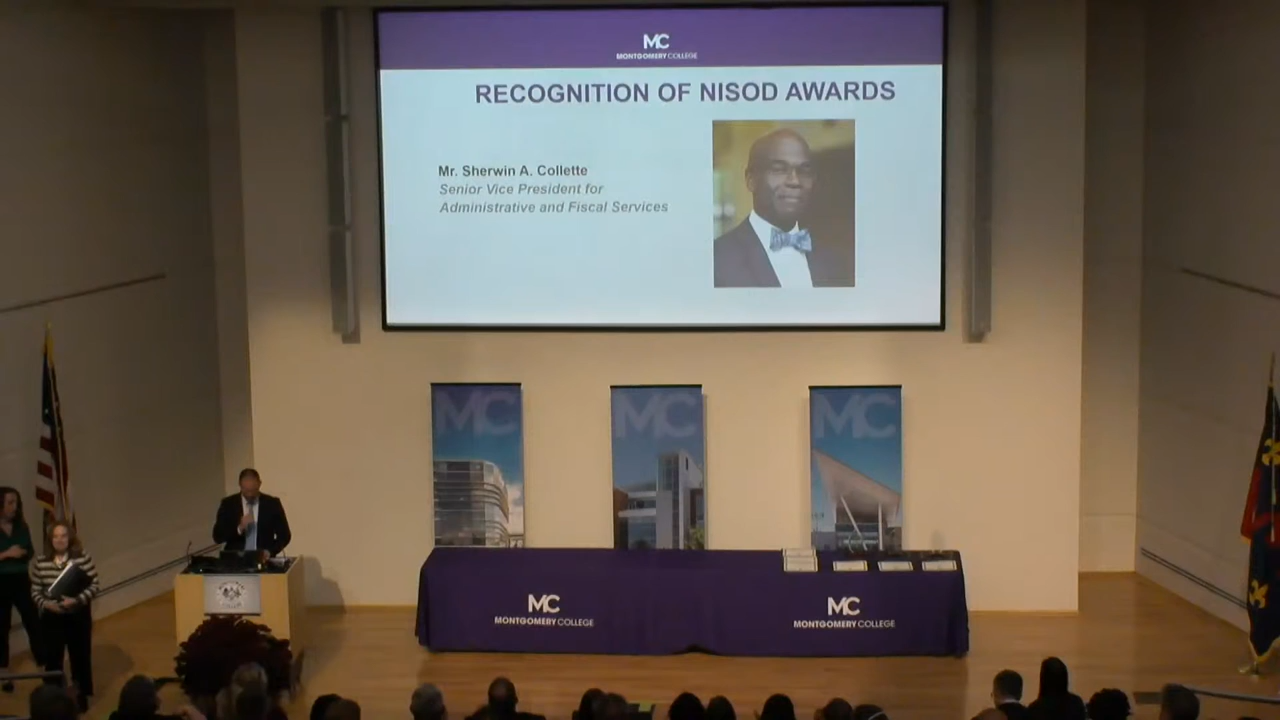 MC
MONTGOMERY COLLEGE
RECOGNITION OF NISOD AWARDS
Mr. Sherwin A. Collette
Senior Vice President for
Administrative and Fiscal Services
MC
MC
MC
MC
MONTGOMERY COLLEGE
MC
MONTGOMERY COLLEGE